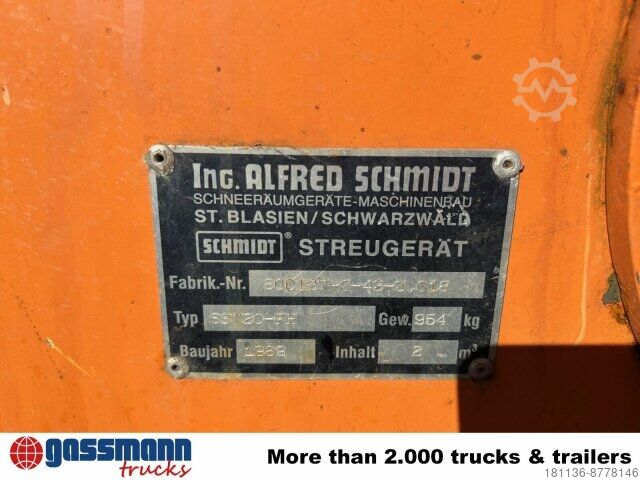 Ing. ALFRED SCHMIDT
SCHNEERÄUMGERÄTE-MASCHINENBAU
ST. BLASIEN/SCHWARZWALD
SCHMIDT ® STREUGERÄT
Fabrik.-Nr.
Typ Gew. 954 kg
Baujahr Inhalt 2 m³
gassmann
trucks
More than 2.000 trucks & trailers
181136-8778146